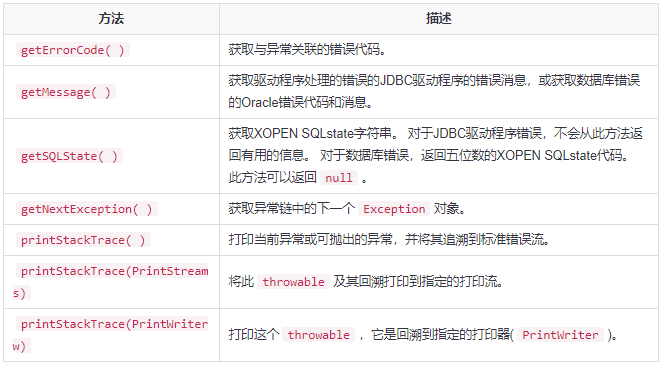 方法 描述
getErrorCode( ) 获取与异常关联的错误代码。
getMessage( ) 获取驱动程序处理的错误的JDBC驱动程序的错误消息，或获取数据库错误
的Oracle错误代码和消息。
获取XOPEN SQLstate字符串。 对于JDBC驱动程序错误，不会从此方法返
getSQLState( ) 回有用的信息。 对于数据库错误，返回五位数的XOPEN SQLstate代码。
此方法可以返回 null 。
getNextException( ) 获取异常链中的下一个 Exception 对象。
printStackTrace( ) 打印当前异常或可抛出的异常，并将其追溯到标准错误流。
printStackTrace(PrintStream
s)
将此 throwable 及其回溯打印到指定的打印流。
printStackTrace(PrintWriter
w)
打印这个 throwable ，它是回溯到指定的打印器( PrintWriter )。